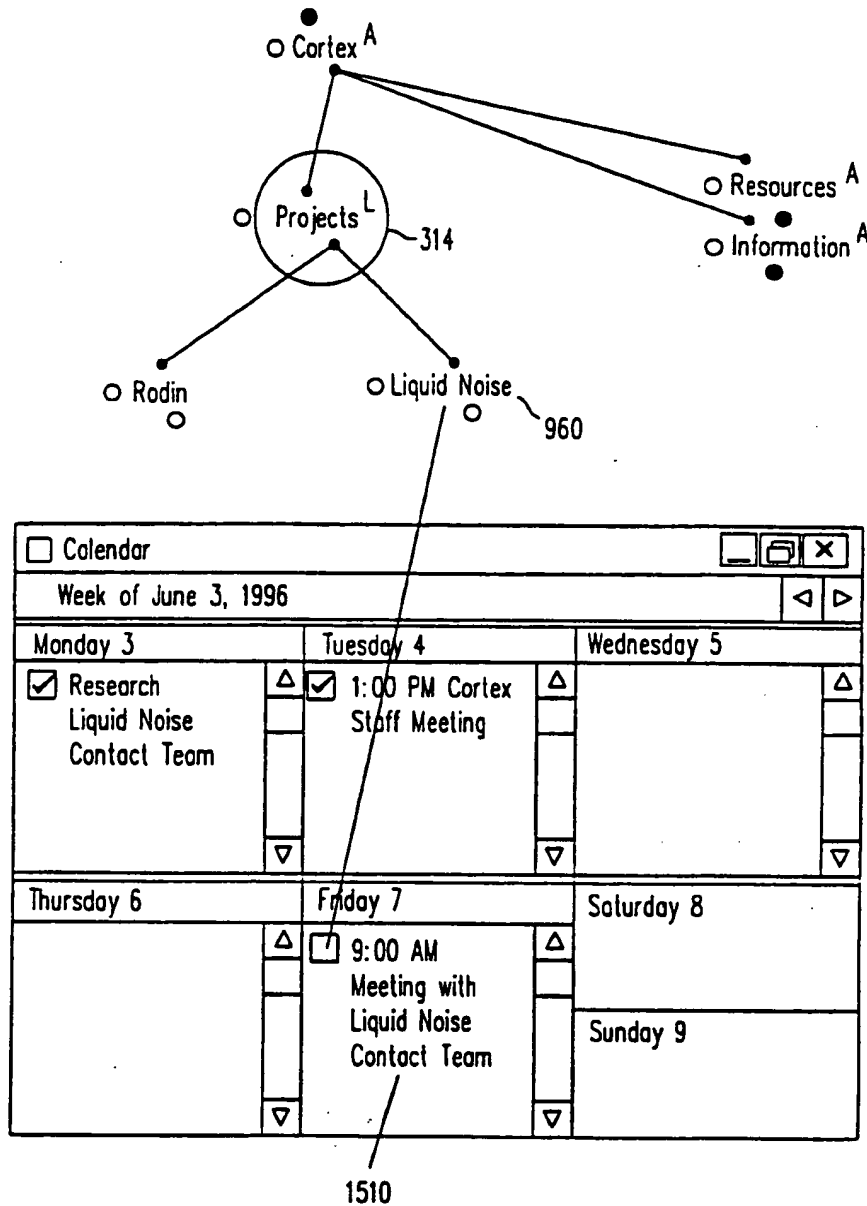 Cortex A
Resources A
Projects L
314
Information A
Rodin
Liquid Noise
960
Calendar
Week of June 3, 1996
Monday 3
Tuesday 4
Wednesday 5
Research
Liquid Noise
Contact Team
1:00 PM Cortex
Staff Meeting
Thursday 6
Friday 7
Saturday 8
9:00 AM
Meeting with
Liquid Noise
Contact Team
Sunday 9
1510